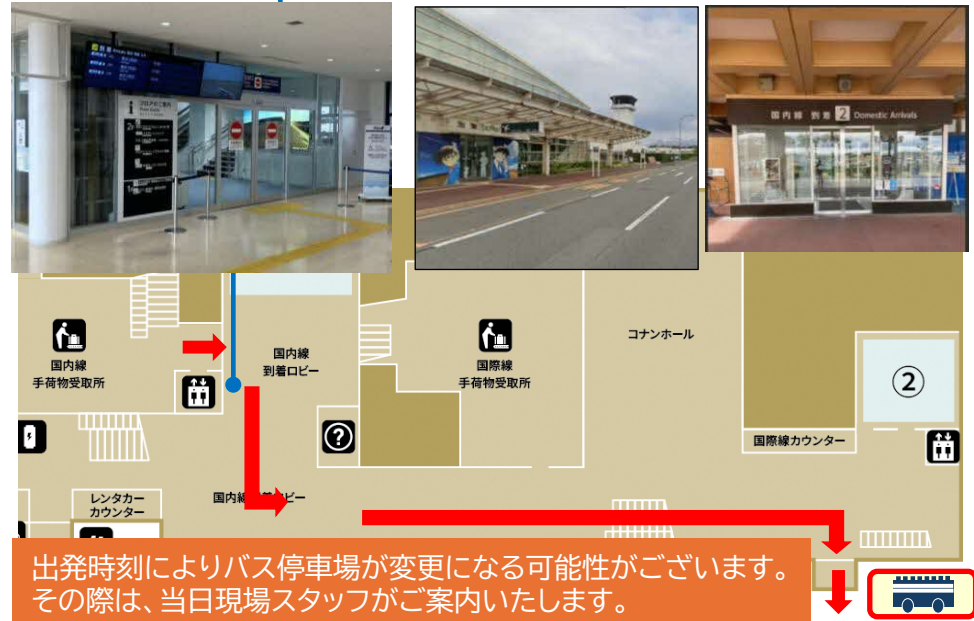 国内線 到着 2 Domestic Arrivals
国内線
手荷物受取所
国内線
到着ロビー
国際線
手荷物受取所
コナンホール
②
国際線カウンター
?
レンタカー
カウンター
国内線
ビー
出発時刻によりバス停車場が変更になる可能性がございます。
その際は、当日現場スタッフがご案内いたします。